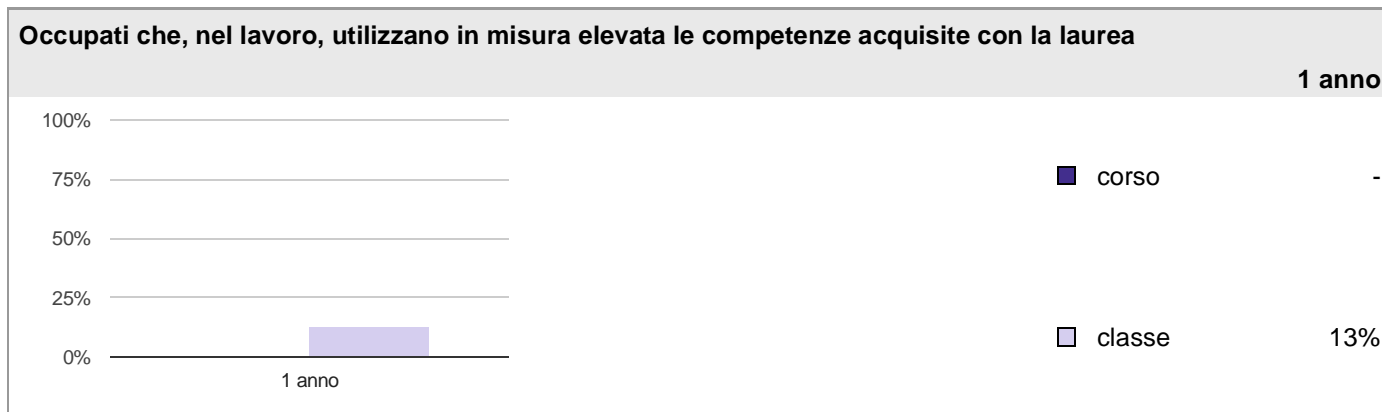 Occupati che, nel lavoro, utilizzano in misura elevata le competenze acquisite con la laurea
1 anno
100%
75%
corso -
50%
25%
classe 13%
0%
1 anno